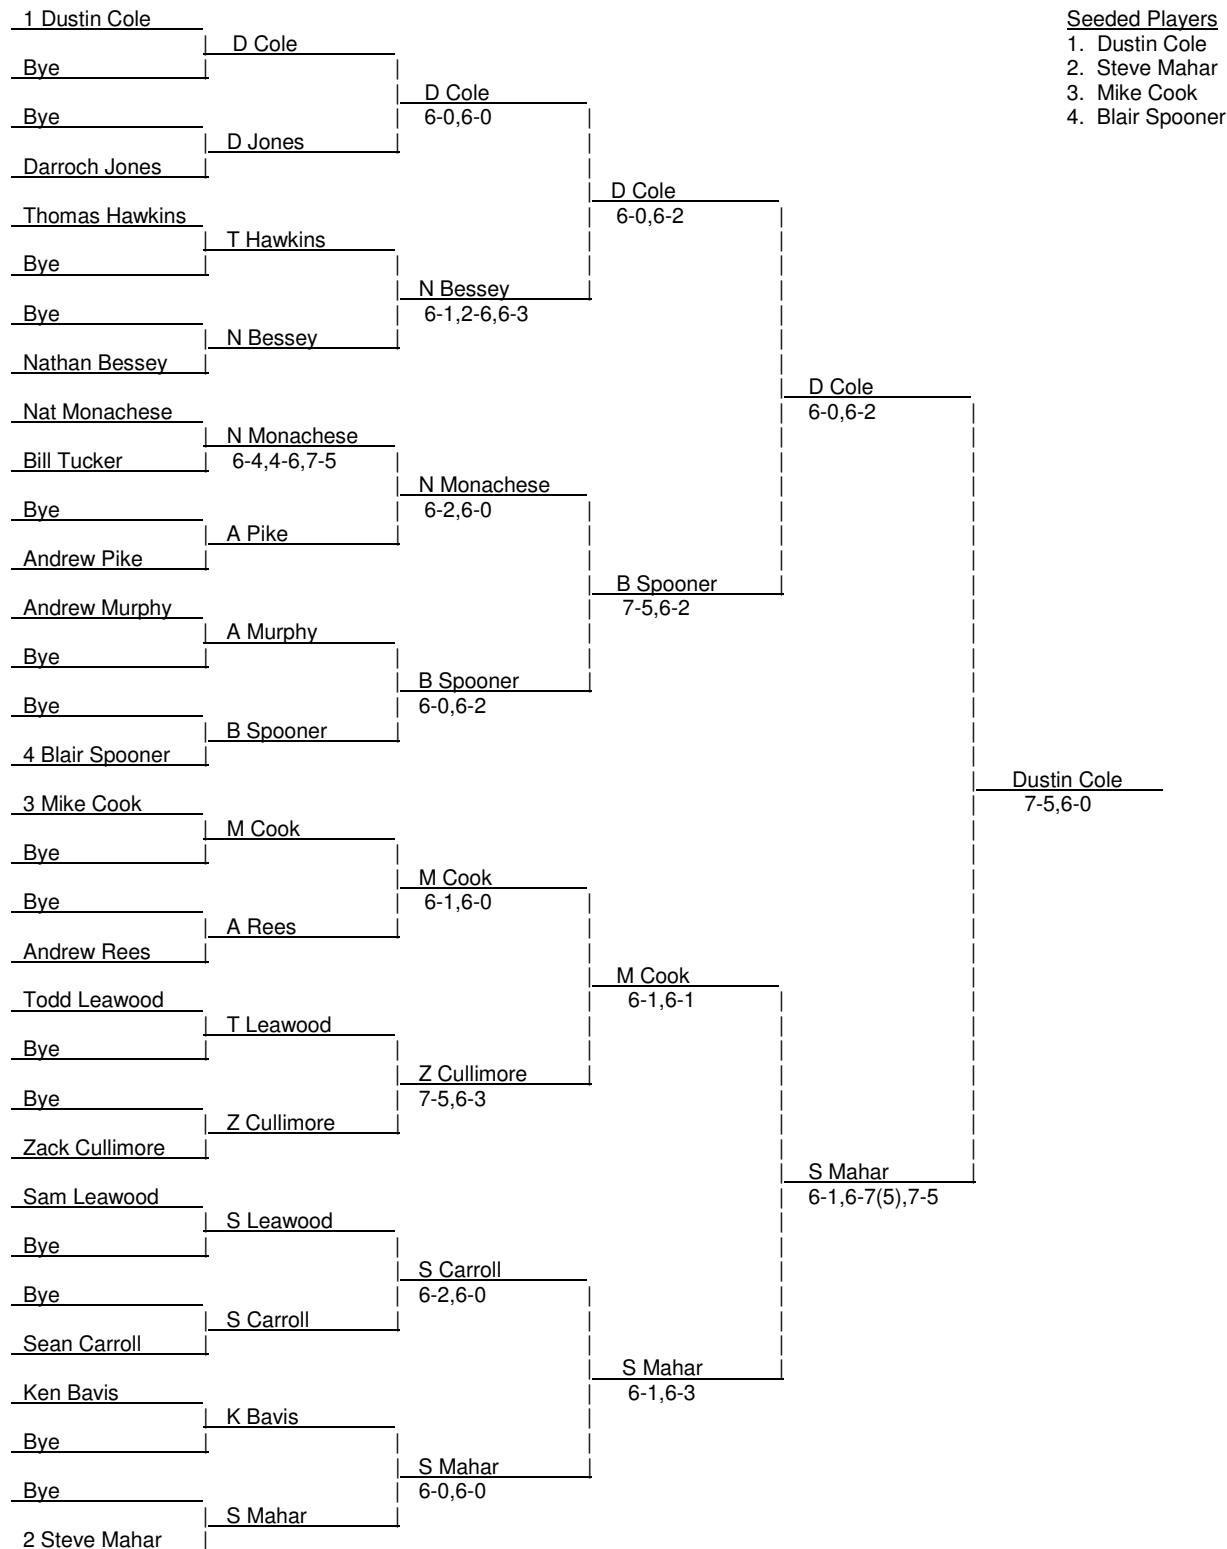 1 Dustin Cole
Bye
Bye
Darroch Jones
Thomas Hawkins
Bye
Bye
Nathan Bessey
Nat Monachese
Bill Tucker
Bye
Andrew Pike
Andrew Murphy
Bye
Bye
4 Blair Spooner
3 Mike Cook
Bye
Bye
Andrew Rees
Todd Leawood
Bye
Bye
Zack Cullimore
Sam Leawood
Bye
Bye
Sean Carroll
Ken Bavis
Bye
Bye
2 Steve Mahar
D Cole
D Jones
T Hawkins
N Bessey
N Monachese
6-4,4-6,7-5
A Pike
A Murphy
B Spooner
M Cook
A Rees
T Leawood
Z Cullimore
S Leawood
S Carroll
K Bavis
S Mahar
D Cole
6-0,6-0
N Bessey
6-1,2-6,6-3
N Monachese
6-2,6-0
B Spooner
6-0,6-2
M Cook
6-1,6-0
Z Cullimore
7-5,6-3
S Carroll
6-2,6-0
S Mahar
6-0,6-0
D Cole
6-0,6-2
B Spooner
7-5,6-2
M Cook
6-1,6-1
S Mahar
6-1,6-3
D Cole
6-0,6-2
S Mahar
6-1,6-7(5),7-5
Dustin Cole
7-5,6-0
Seeded Players
1. Dustin Cole
2. Steve Mahar
3. Mike Cook
4. Blair Spooner